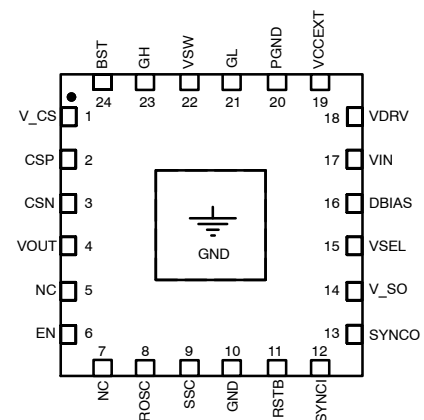 BST
GH
VSW
GL
PGND
VCCEXT
24
23
22
21
20
19
V_CS 1
CSP 2
CSN 3
VOUT 4
NC 5
EN 6
18 VDRV
17 VIN
16 DBIAS
15 VSEL
14 V_SO
13 SYNCO
GND
7
8
9
10
11
12
NC
ROSC
SSC
GND
RSTB
SYNCI